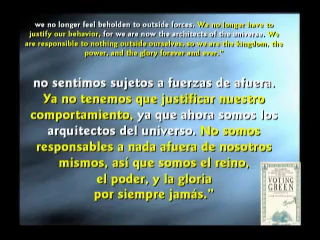 we no longer feel beholden to outside forces. We no longer have to
justify our behavior, for we are now the architects of the universe. We
are responsible to nothing outside ourselves, so we are the kingdom, the
power, and the glory forever and ever."
no sentimos sujetos a fuerzas de afuera.
Ya no tenemos que justificar nuestro
comportamiento, ya que ahora somos los
arquitectos del universo. No somos
responsables a nada afuera de nosotros
mismos, así que somos el reino,
el poder, y la gloria
por siempre jamás."
VOTING
GREEN